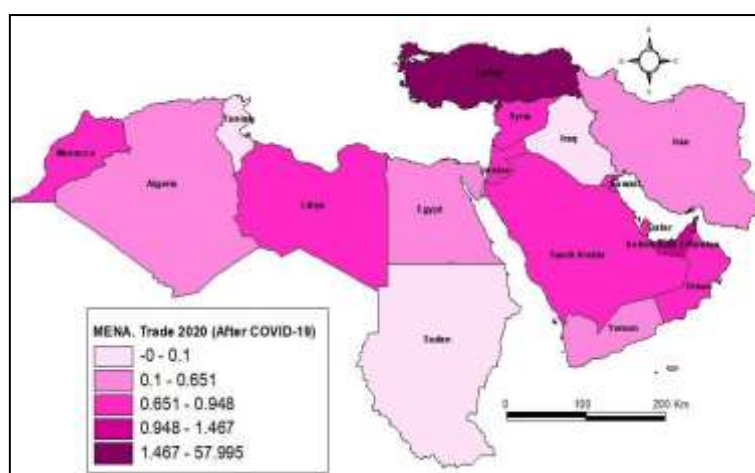 Tunisia
Morocco
Algeria
Libya
Egypt
Sudan
Syria
Iraq
Iran
Kuwait
Qatar
Saudi Arabia
Oman
Yemen
MENA. Trade 2020 (After COVID-19)
-0 - 0.1
0.1 - 0.651
0.651 - 0.948
0.948 - 1.467
1.467 - 57.995
0 100 200 Km